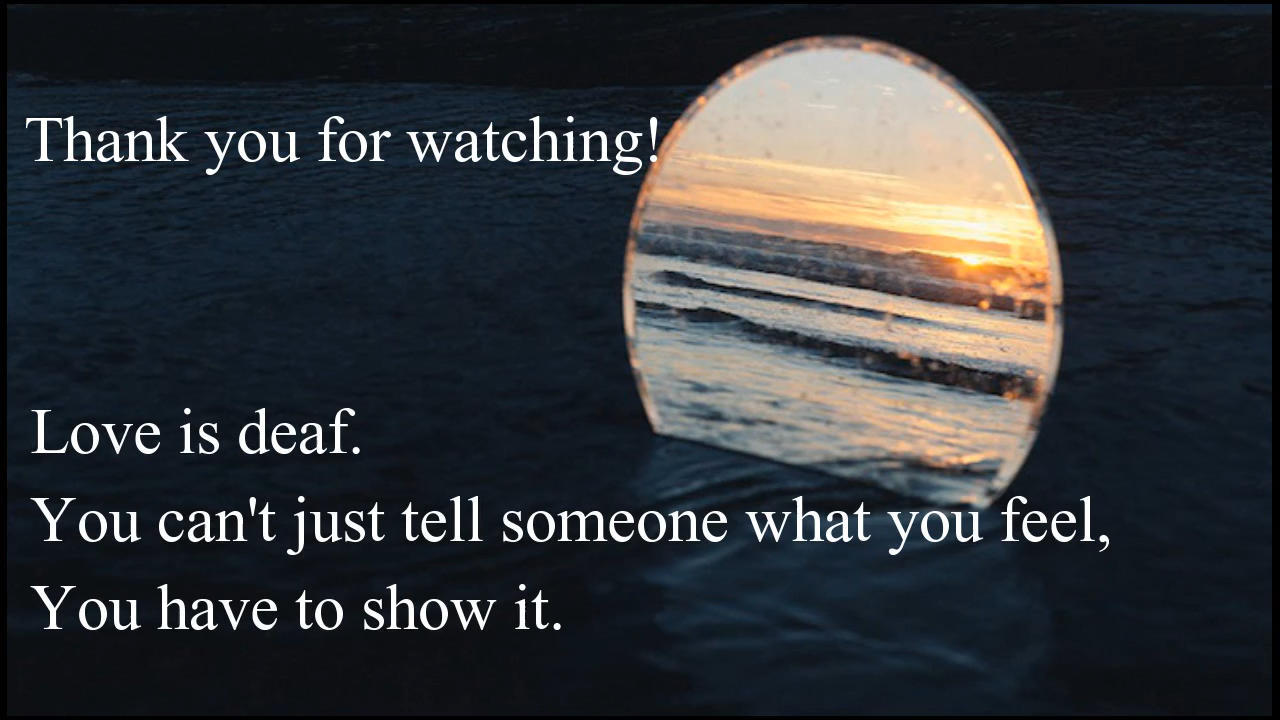 Thank you for watching!
Love is deaf.
You can't just tell someone what you feel,
You have to show it.